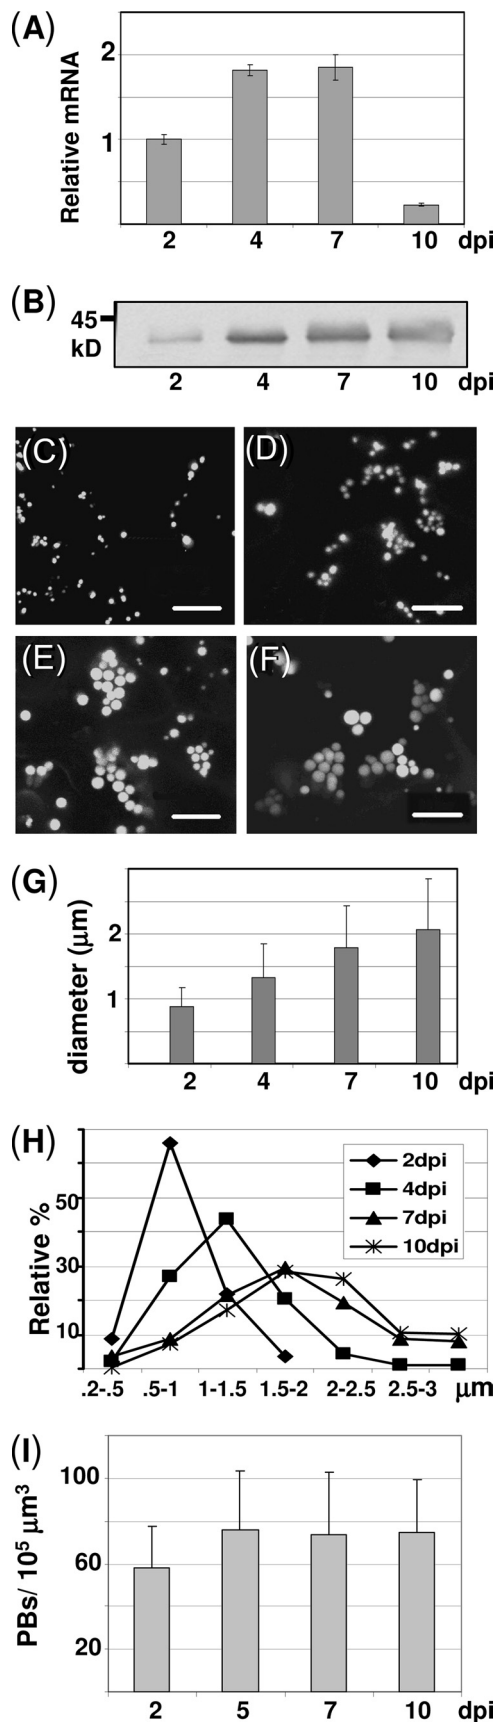 (A)
Relative mRNA
2
1
2 4 7 10 dpi
(B)
45
kD
2 4 7 10 dpi
(C)
(D)
(E)
(F)
(G)
diameter (μm)
2
1
2 4 7 10 dpi
(H)
Relative %
50
30
10
2dpi
4dpi
7dpi
10dpi
.2-.5 .5-1 1-1.5 1.5-2 2-2.5 2.5-3 μm
(I)
PBs/ 10⁵ μm³
100
60
20
2 5 7 10 dpi